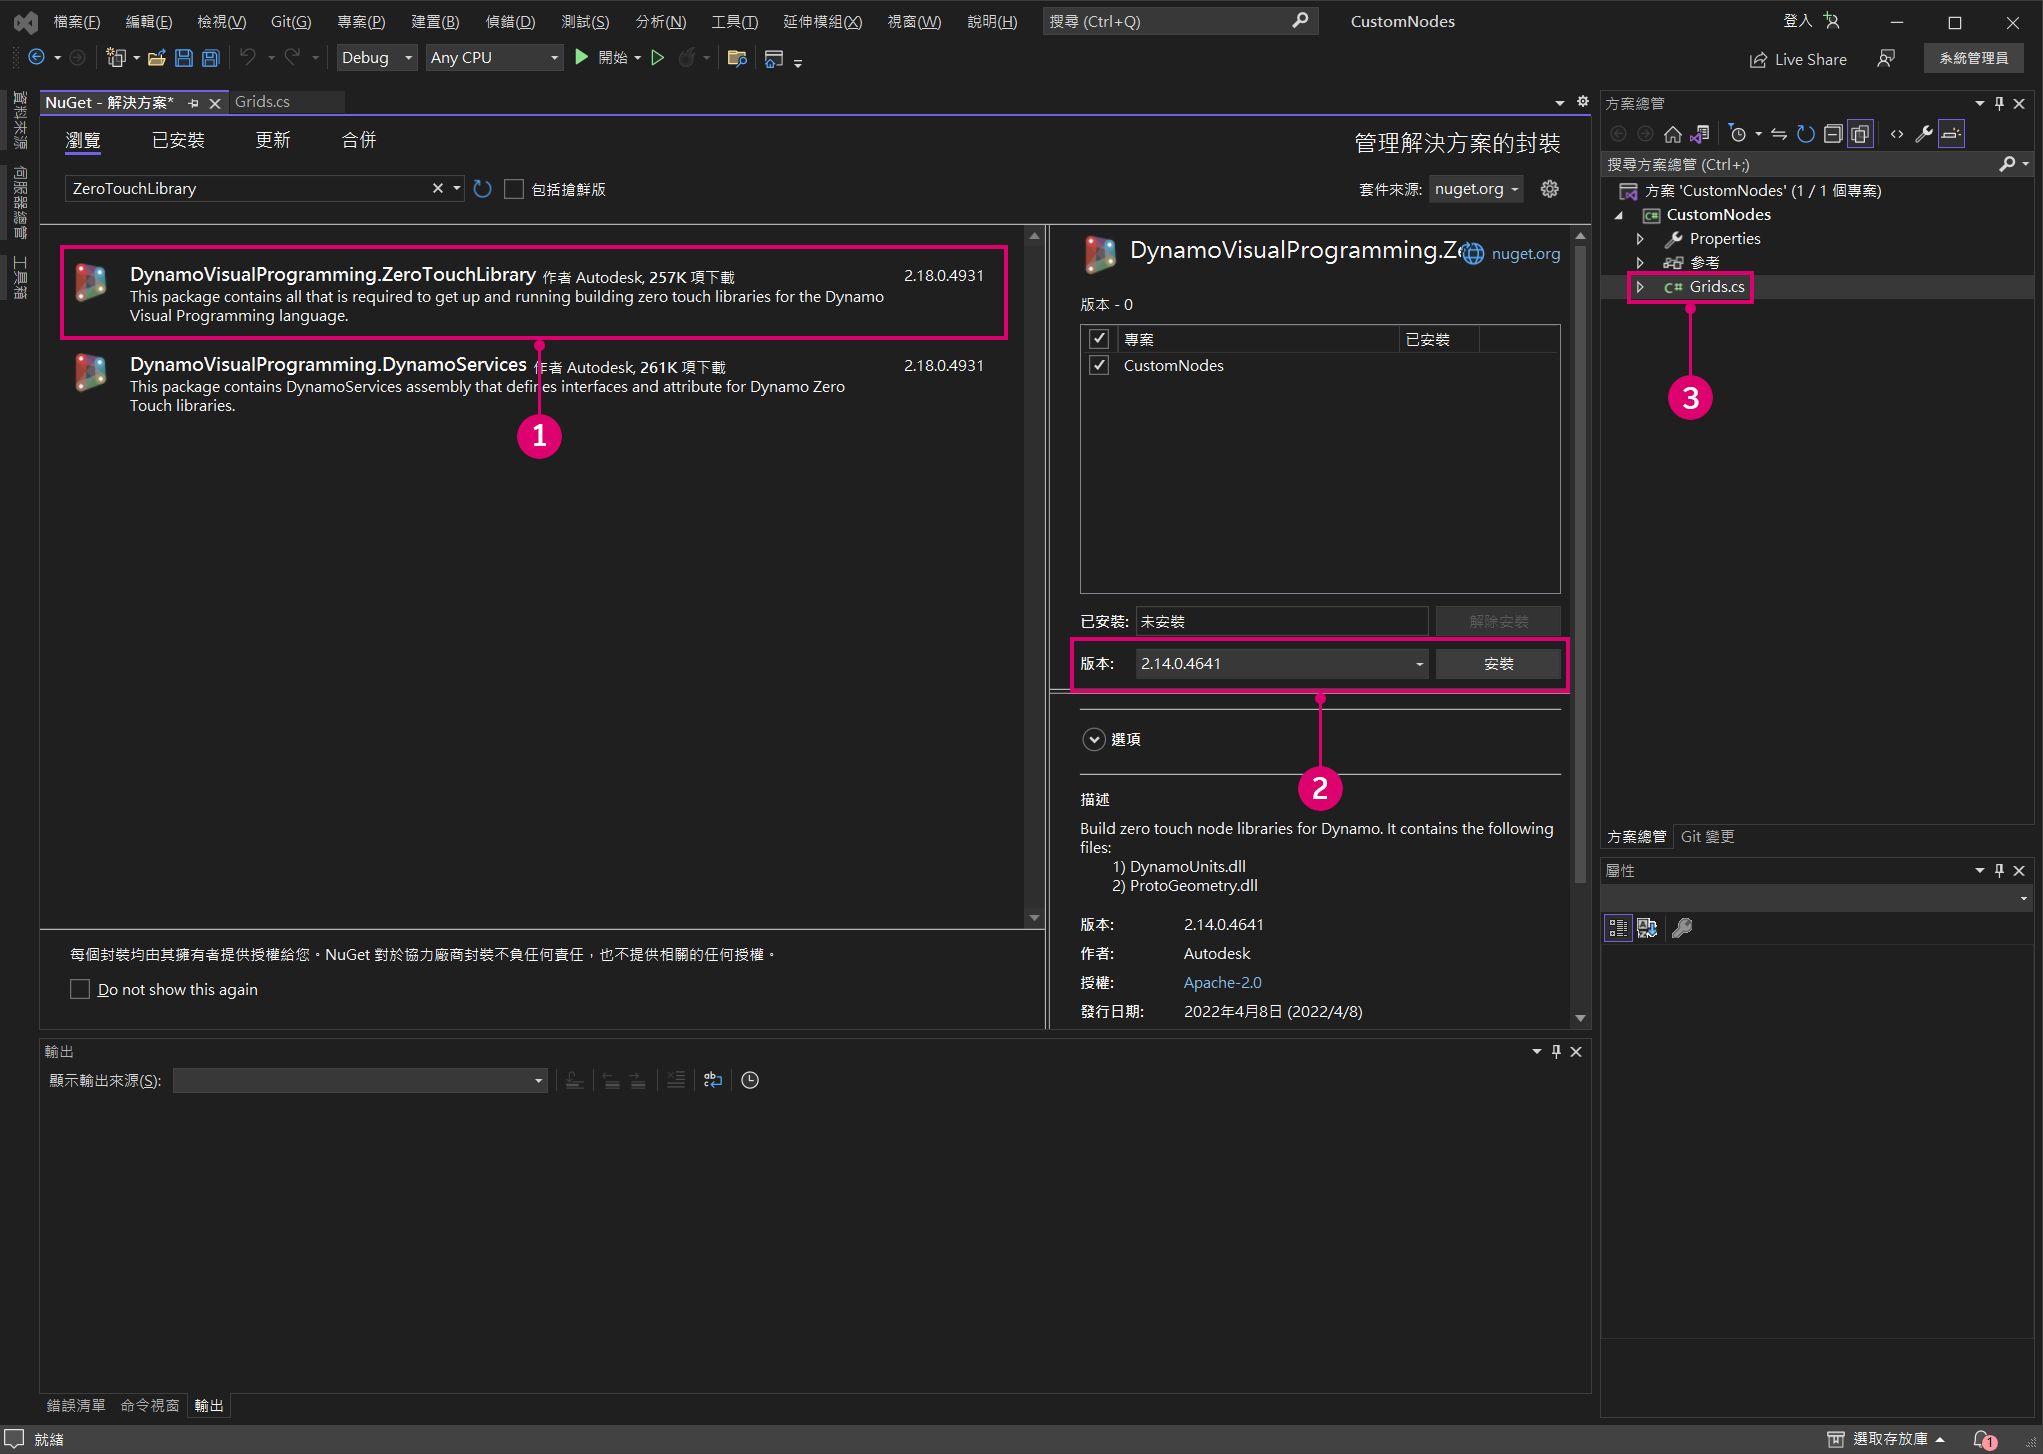 檔案(F) 編輯(E) 檢視(V) Git(G) 專案(P) 建置(B) 偵錯(D) 測試(S) 分析(N) 工具(T) 延伸模組(X) 視窗(W) 說明(H) 搜尋 (Ctrl+Q) CustomNodes 登入
Debug Any CPU 開始 Live Share 系統管理員
資料來源
伺服器總管
工具箱
NuGet - 解決方案* Grids.cs
瀏覽 已安裝 更新 合併 管理解決方案的封裝
ZeroTouchLibrary 包括搶鮮版 套件來源: nuget.org
DynamoVisualProgramming.ZeroTouchLibrary 作者 Autodesk, 257K 項下載 2.18.0.4931
This package contains all that is required to get up and running building zero touch libraries for the Dynamo
Visual Programming language.
DynamoVisualProgramming.DynamoServices 作者 Autodesk, 261K 項下載 2.18.0.4931
This package contains DynamoServices assembly that defines interfaces and attribute for Dynamo Zero
Touch libraries.
1
每個封裝均由其擁有者提供授權給您。NuGet 對於協力廠商封裝不負任何責任，也不提供相關的任何授權。
Do not show this again
DynamoVisualProgramming.Ze nuget.org
版本 - 0
專案 已安裝
CustomNodes
已安裝: 未安裝 解除安裝
版本: 2.14.0.4641 安裝
2
選項
描述
Build zero touch node libraries for Dynamo. It contains the following
files:
1) DynamoUnits.dll
2) ProtoGeometry.dll
版本: 2.14.0.4641
作者: Autodesk
授權: Apache-2.0
發行日期: 2022年4月8日 (2022/4/8)
方案總管
搜尋方案總管 (Ctrl+;)
方案 'CustomNodes' (1 / 1 個專案)
CustomNodes
Properties
參考
Grids.cs
3
方案總管 Git 變更
屬性
輸出
顯示輸出來源(S):
錯誤清單 命令視窗 輸出
就緒 選取存放庫 1